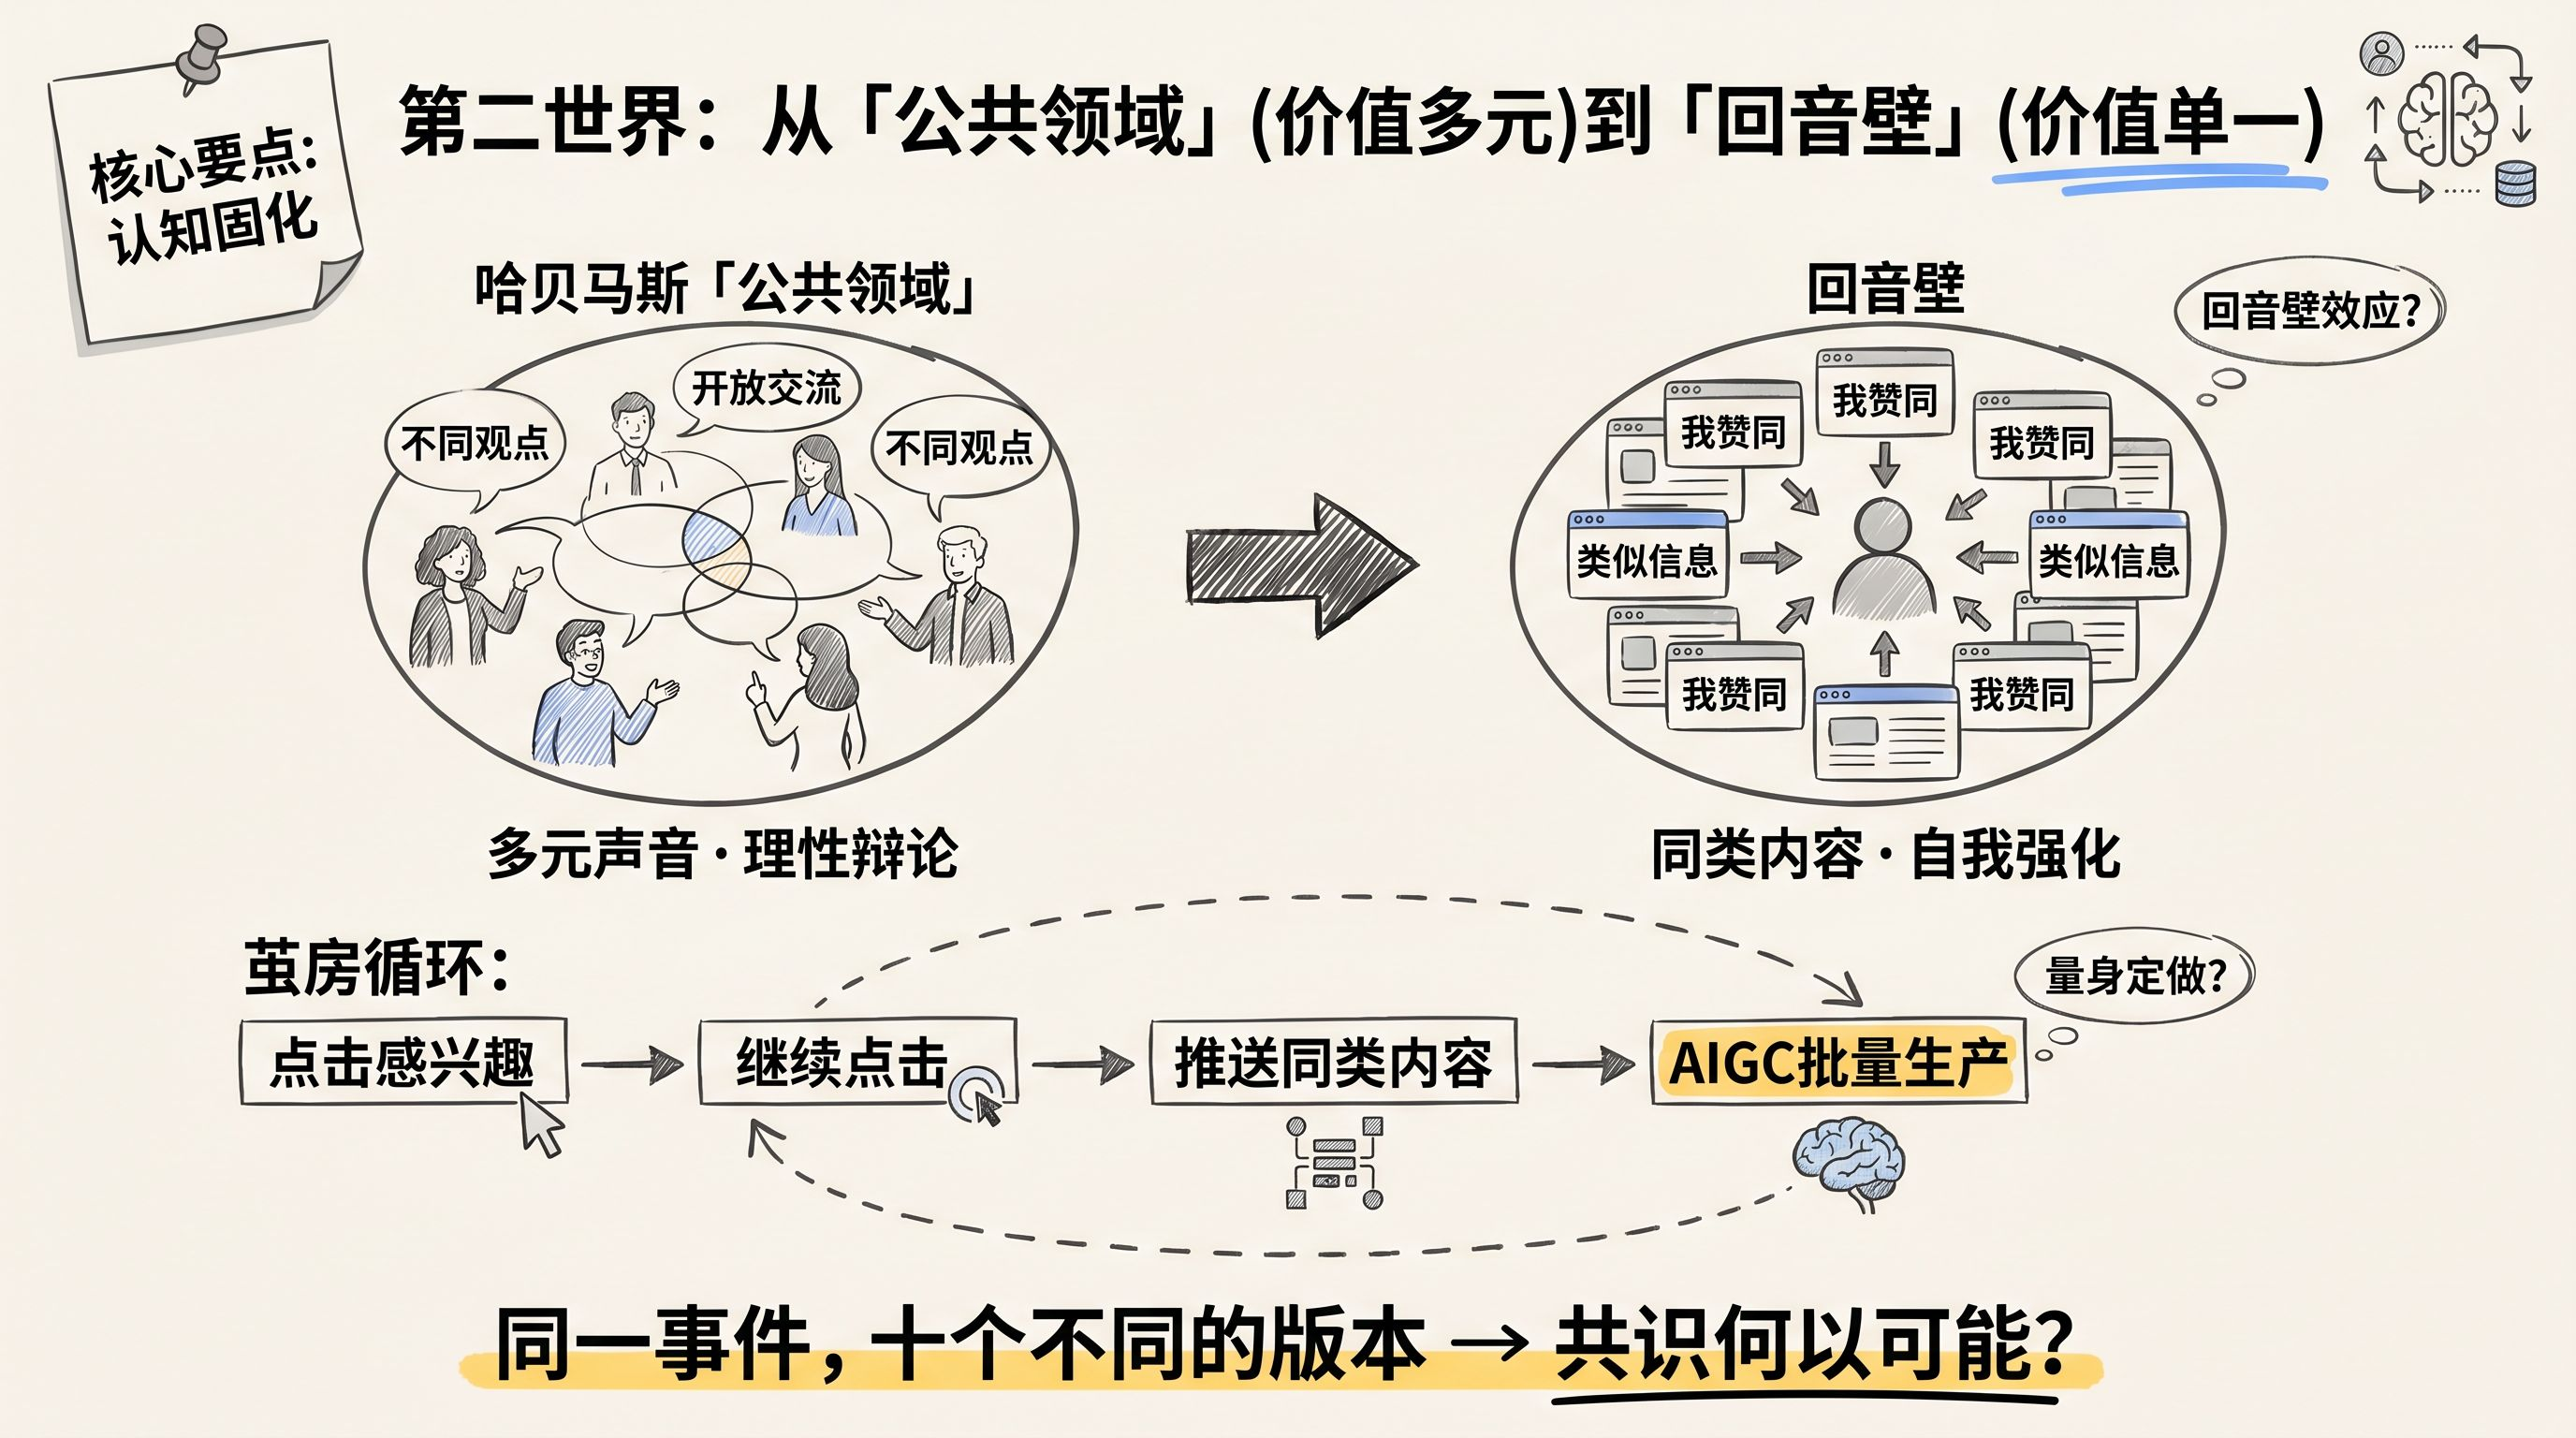 核心要点:
认知固化
第二世界：从「公共领域」(价值多元)到「回音壁」(价值单一)
哈贝马斯「公共领域」
不同观点
开放交流
不同观点
多元声音·理性辩论
回音壁
回音壁效应?
我赞同
我赞同
我赞同
类似信息
类似信息
我赞同
我赞同
同类内容·自我强化
茧房循环：
点击感兴趣
继续点击
推送同类内容
AIGC批量生产
量身定做?
同一事件，十个不同的版本→共识何以可能?